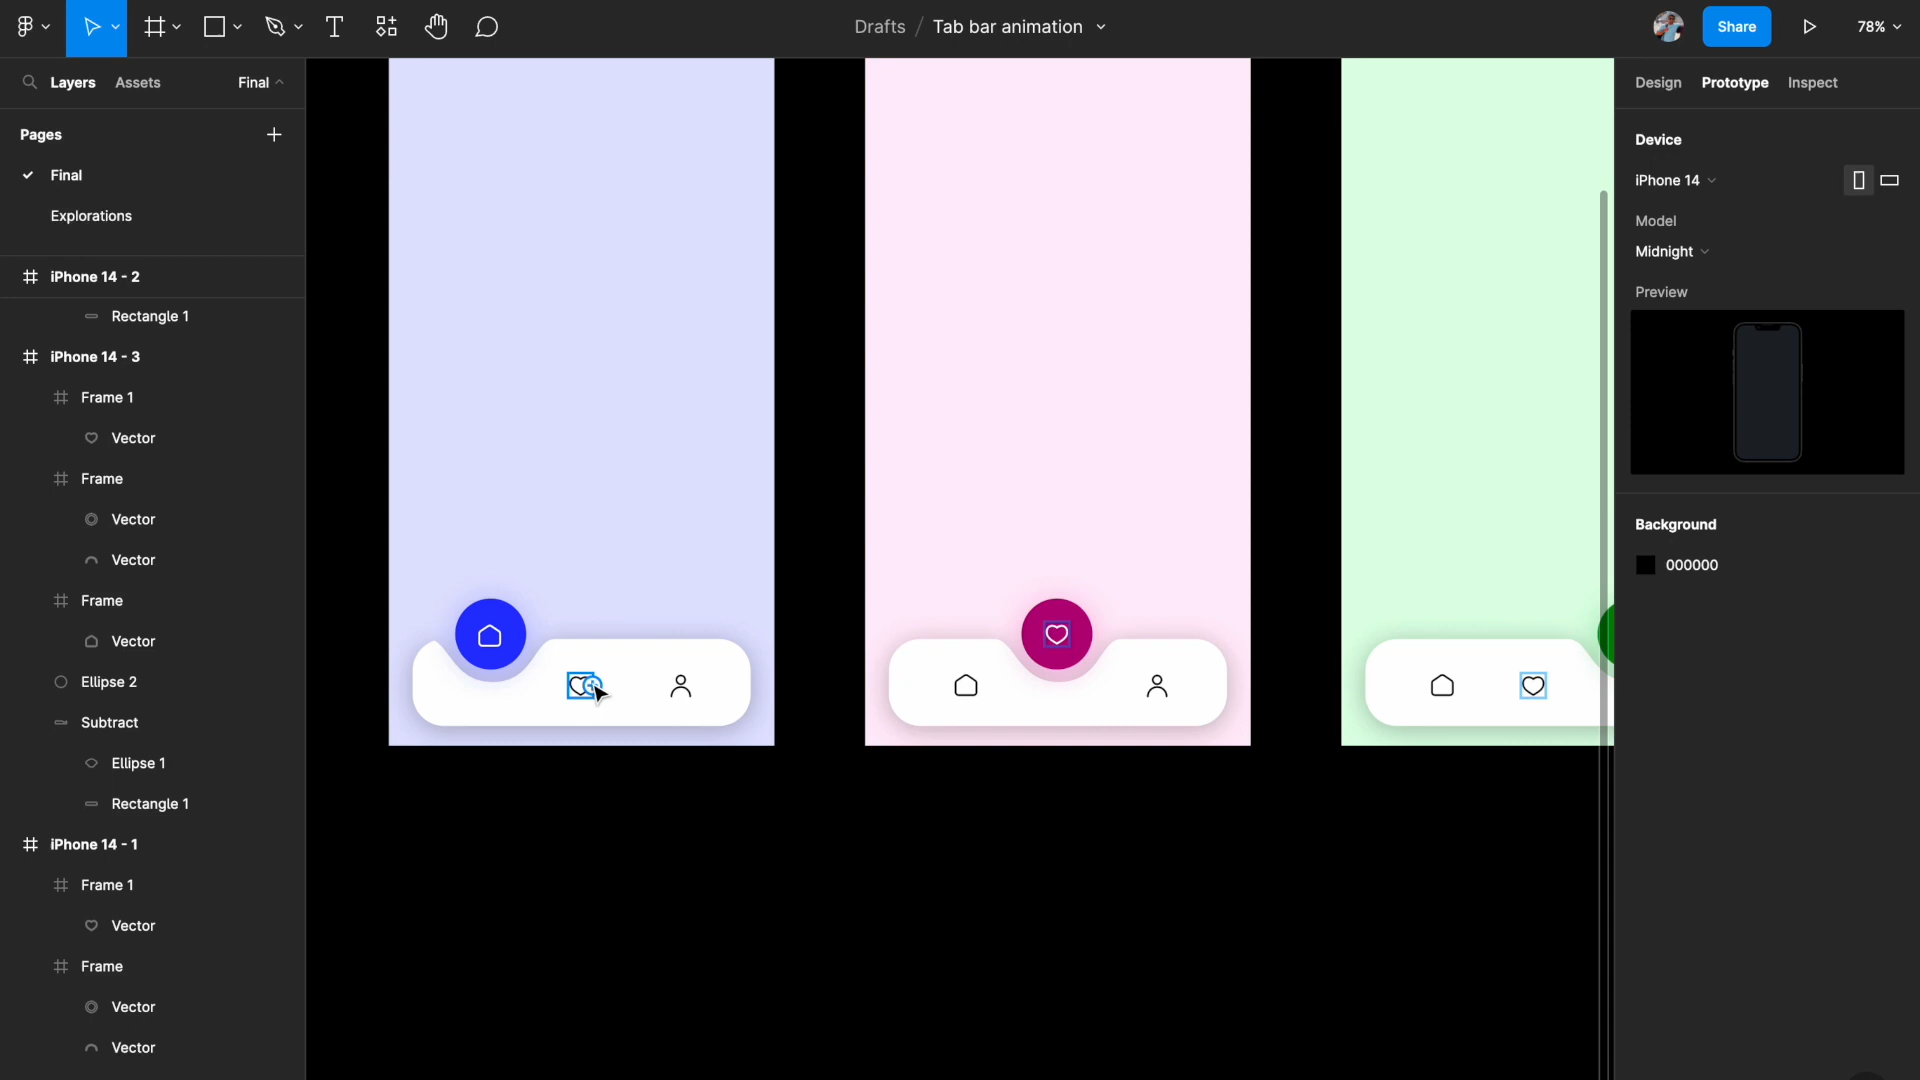 Drafts / Tab bar animation
Share
78%
Layers
Assets
Final
Pages
Final
Explorations
iPhone 14 - 2
Rectangle 1
iPhone 14 - 3
Frame 1
Vector
Frame
Vector
Vector
Frame
Vector
Ellipse 2
Subtract
Ellipse 1
Rectangle 1
iPhone 14 - 1
Frame 1
Vector
Frame
Vector
Vector
Design
Prototype
Inspect
Device
iPhone 14
Model
Midnight
Preview
Background
000000